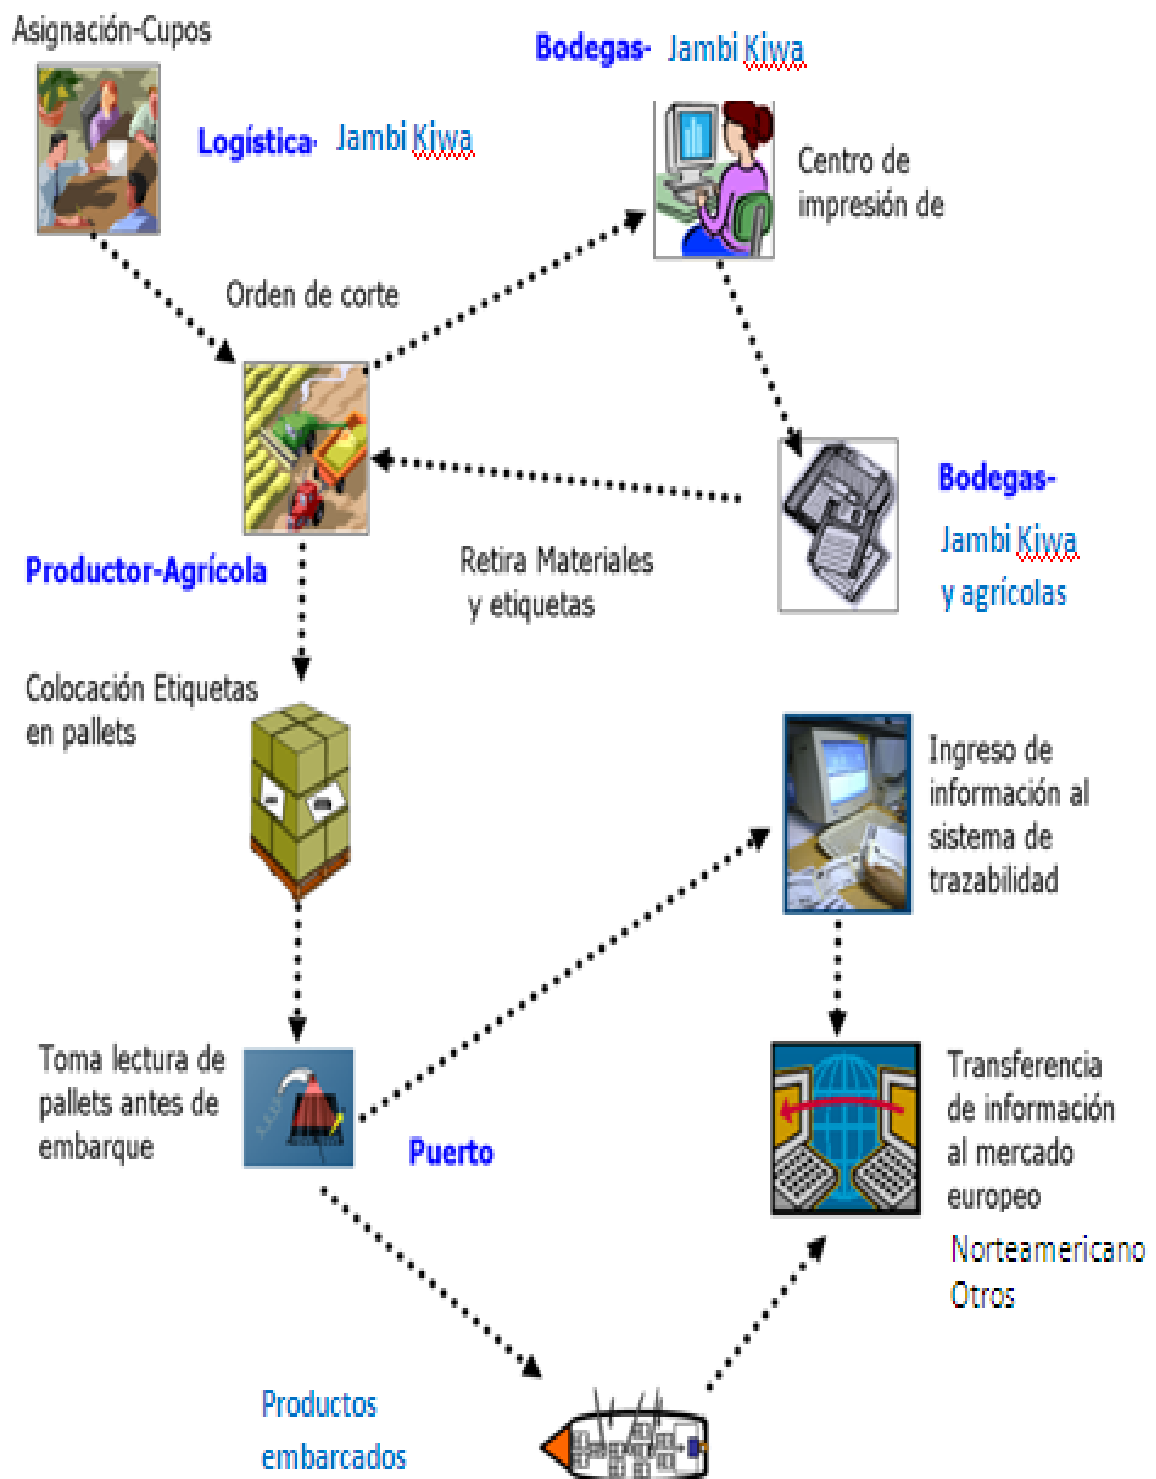 Asignación-Cupos
Bodegas- Jambi Kiwa
Logística- Jambi Kiwa
Centro de
impresión de
Orden de corte
Bodegas-
Jambi Kiwa
y agrícolas
Productor-Agrícola
Retira Materiales
y etiquetas
Colocación Etiquetas
en pallets
Ingreso de
información al
sistema de
trazabilidad
Toma lectura de
pallets antes de
embarque
Puerto
Transferencia
de información
al mercado
europeo
Norteamericano
Otros
Productos
embarcados